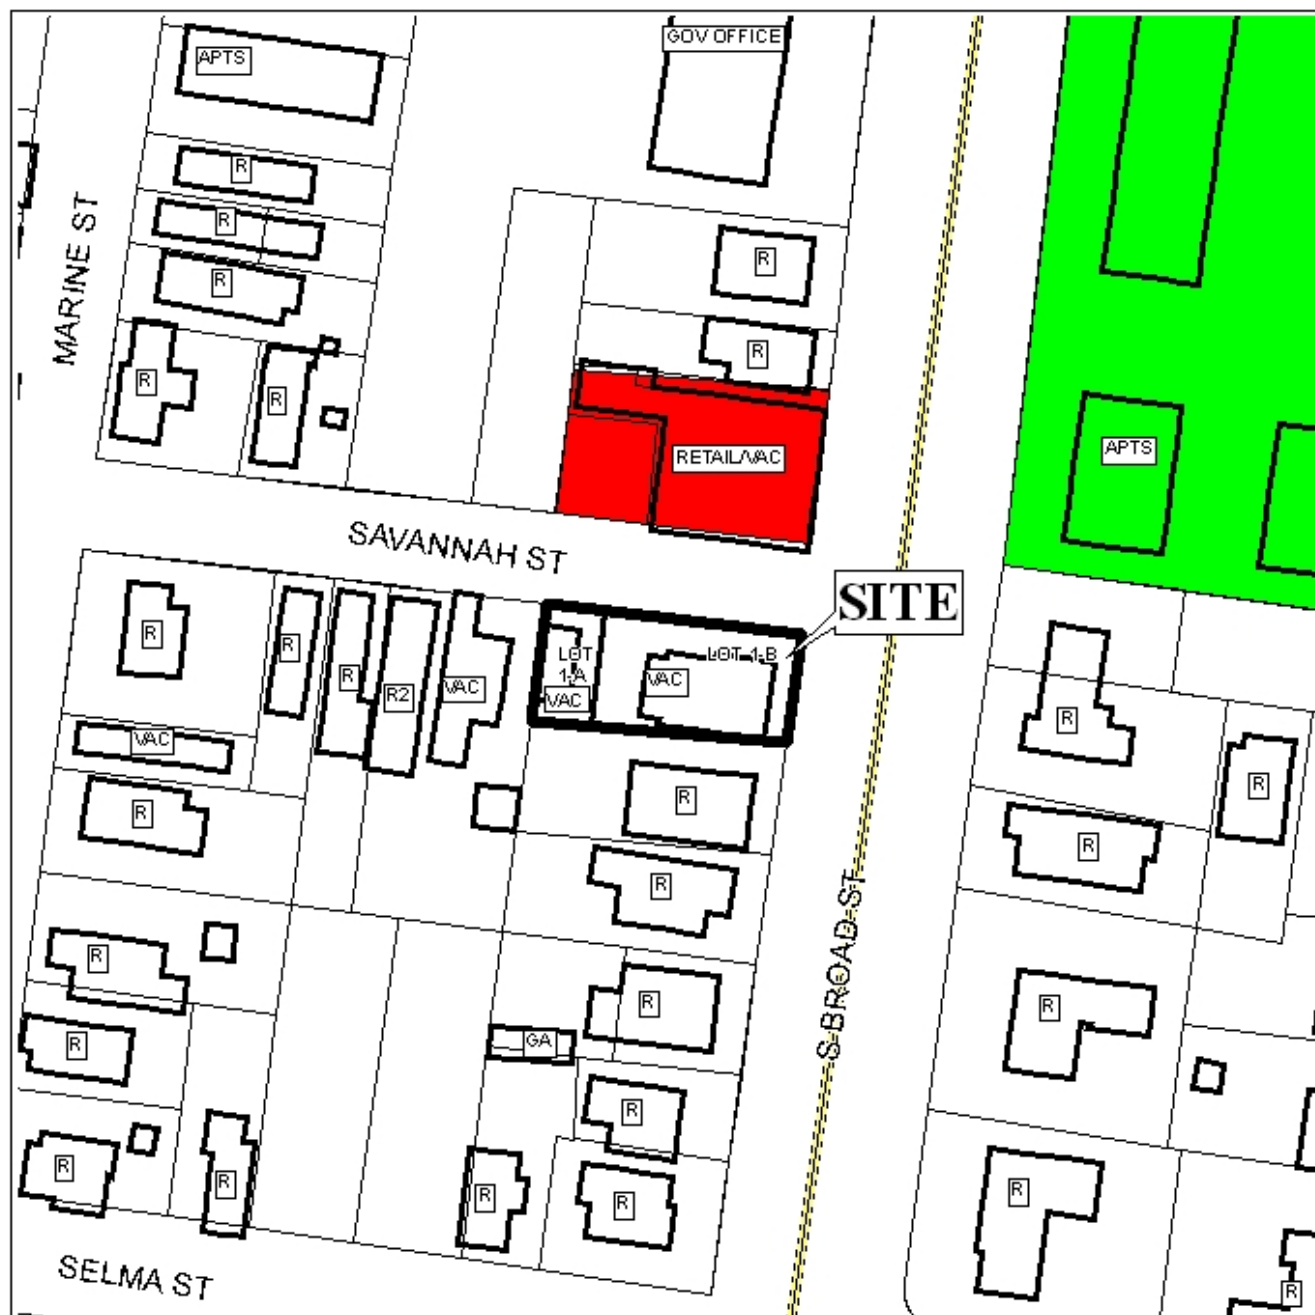 GOV OFFICE
APTS
R
R
R
R
MARINE ST
R
R
R
R
APTS
RETAIL/VAC
SAVANNAH ST
SITE
R
R
R
R2
VAC
LOT
1-A
VAC
LOT 1-B
VAC
R
R
VAC
R
R
R
R
S BROAD ST
R
R
R
R
GA
R
R
R
R
R
R
R
R
SELMA ST
R